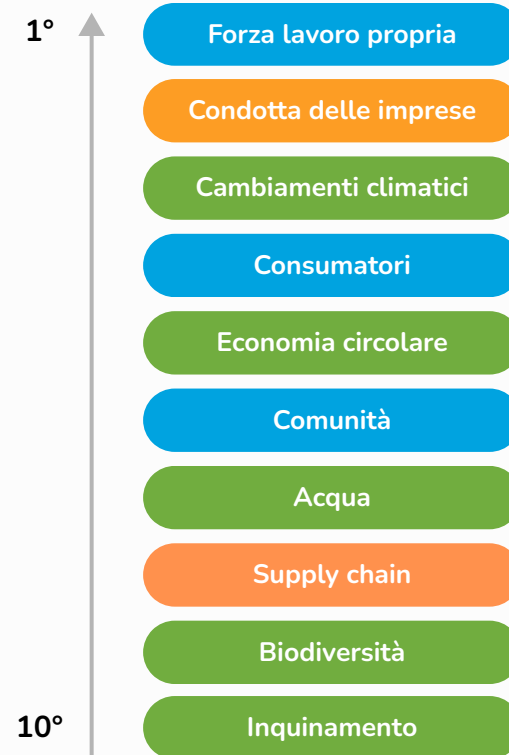 1°
Forza lavoro propria
Condotta delle imprese
Cambiamenti climatici
Consumatori
Economia circolare
Comunità
Acqua
Supply chain
Biodiversità
10°
Inquinamento